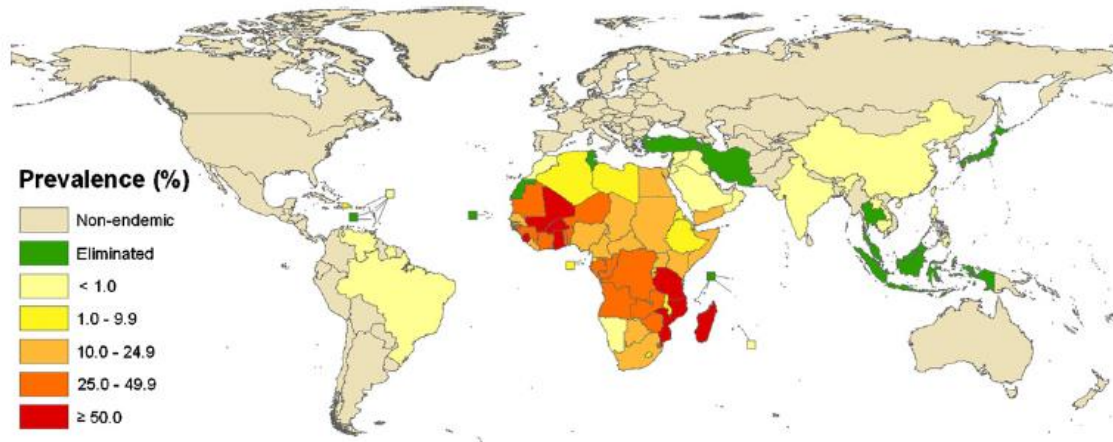 Prevalence (%)
Non-endemic
Eliminated
< 1.0
1.0 - 9.9
10.0 - 24.9
25.0 - 49.9
≥ 50.0